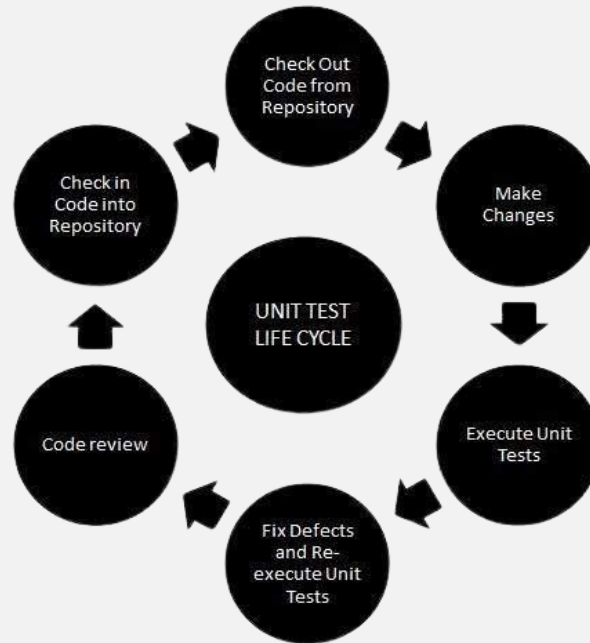 Check Out
Code from
Repository
Make
Changes
Execute Unit
Tests
Fix Defects
and Re-
execute Unit
Tests
Code review
Check in
Code into
Repository
UNIT TEST
LIFE CYCLE